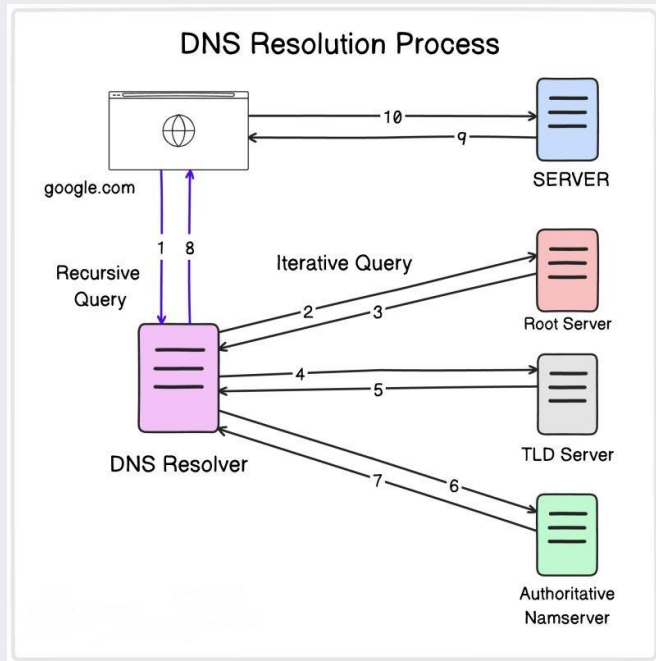 DNS Resolution Process
10
9
SERVER
google.com
1 8
Recursive
Query
Iterative Query
2
3
Root Server
4
5
TLD Server
DNS Resolver
6
7
Authoritative
Namserver